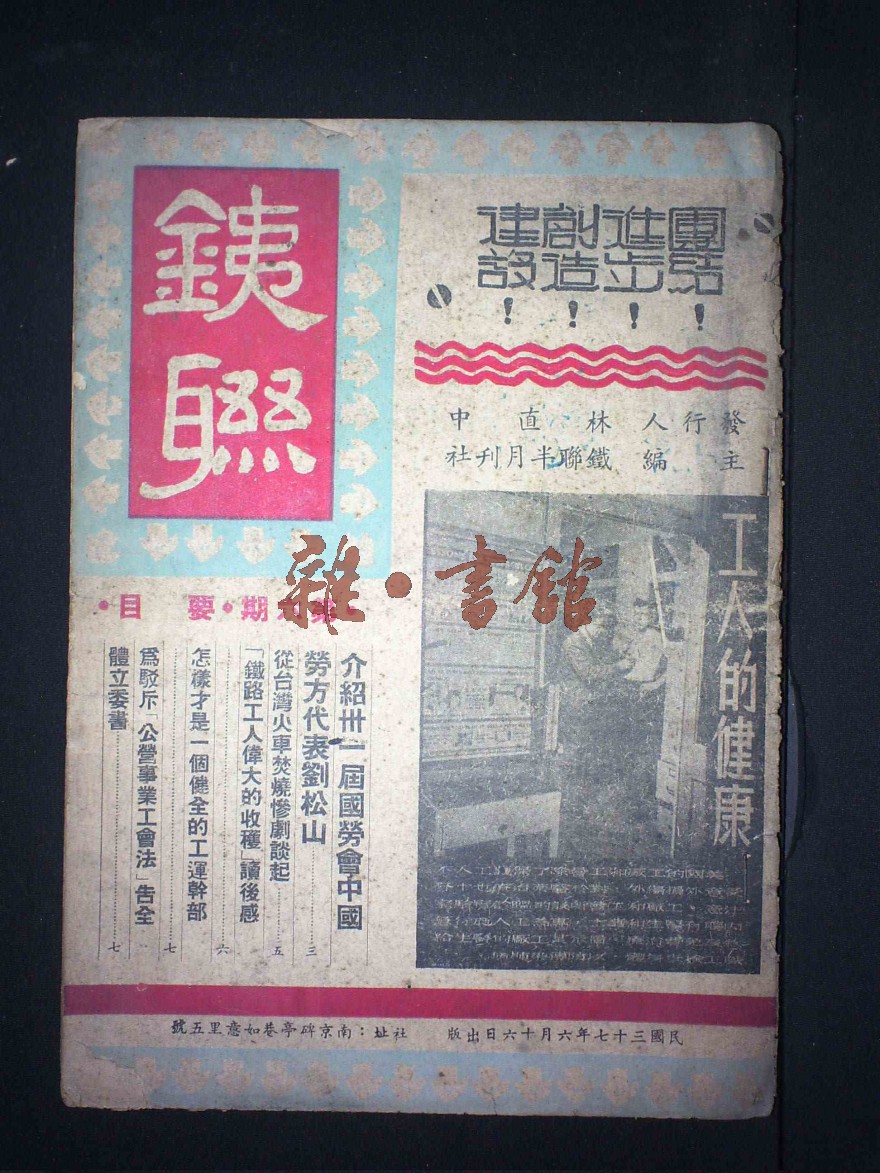 鉄聯
團結！
進步！
創造！
建設！
發行人 林直中
主編 鐵聯半月刊社
工人的健康
雜·書館
期·要目·
介紹卅一屆國勞會中國
勞方代表劉松山……三
從台灣火車焚燒慘劇談起……五
「鐵路工人偉大的收穫」讀後感
……六
怎樣才是一個健全的工運幹部
……七
為駁斥「公營事業工會法」告全
體立委書……七
民國三十七年六月十六日出版
社址：南京碑亭巷如意里五號